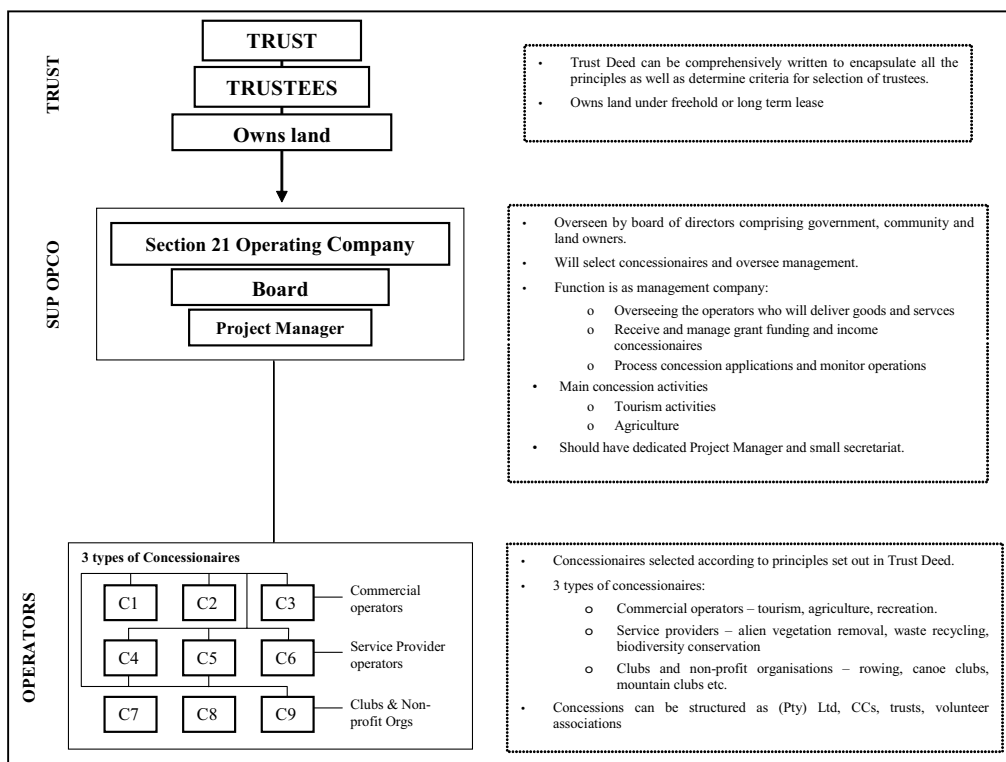 TRUST
TRUST
TRUSTEES
Owns land
• Trust Deed can be comprehensively written to encapsulate all the
principles as well as determine criteria for selection of trustees.
• Owns land under freehold or long term lease
SUP OPCO
Section 21 Operating Company
Board
Project Manager
• Overseen by board of directors comprising government, community and
land owners.
• Will select concessionaires and oversee management.
• Function is as management company:
o Overseeing the operators who will deliver goods and servces
o Receive and manage grant funding and income
concessionaires
o Process concession applications and monitor operations
• Main concession activities
o Tourism activities
o Agriculture
• Should have dedicated Project Manager and small secretariat.
OPERATORS
3 types of Concessionaires
C1 C2 C3
Commercial
operators
C4 C5 C6
Service Provider
operators
C7 C8 C9
Clubs & Non-
profit Orgs
• Concessionaires selected according to principles set out in Trust Deed.
• 3 types of concessionaires:
o Commercial operators – tourism, agriculture, recreation.
o Service providers – alien vegetation removal, waste recycling,
biodiversity conservation
o Clubs and non-profit organisations – rowing, canoe clubs,
mountain clubs etc.
• Concessions can be structured as (Pty) Ltd, CCs, trusts, volunteer
associations